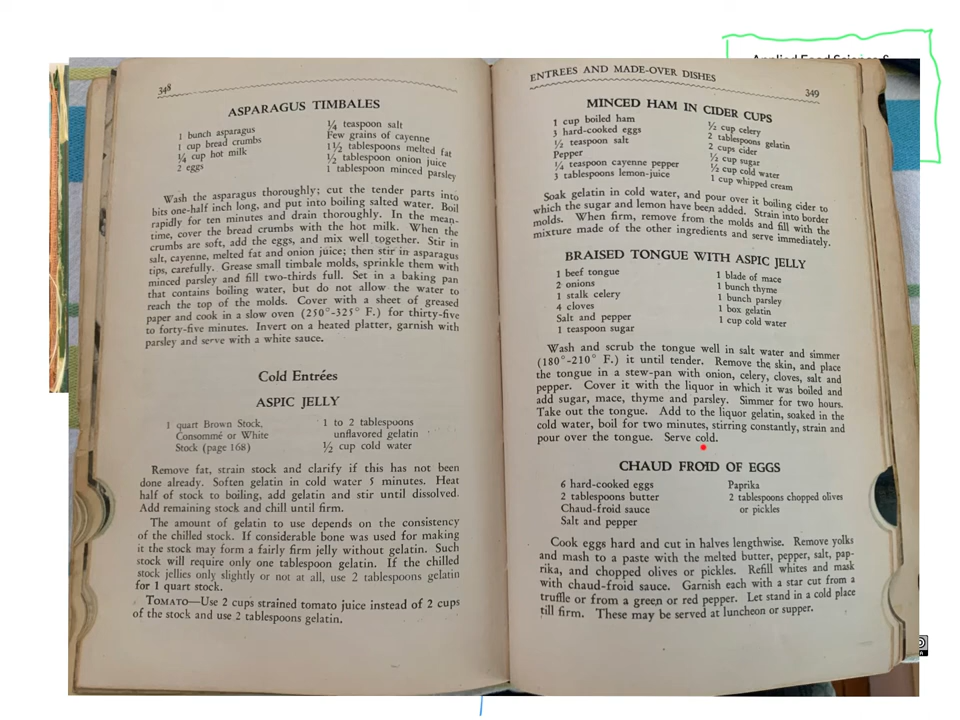 348
ASPARAGUS TIMBALES
1 bunch asparagus
1 cup bread crumbs
¼ cup hot milk
2 eggs
¼ teaspoon salt
Few grains of cayenne
1½ tablespoons melted fat
½ tablespoon onion juice
1 tablespoon minced parsley
Wash the asparagus thoroughly; cut the tender parts into
bits one-half inch long, and put into boiling salted water. Boil
rapidly for ten minutes and drain thoroughly. In the mean-
time, cover the bread crumbs with the hot milk. When the
crumbs are soft, add the eggs, and mix well together. Stir in
salt, cayenne, melted fat and onion juice; then stir in asparagus
tips, carefully. Grease small timbale molds, sprinkle them with
minced parsley and fill two-thirds full. Set in a baking pan
that contains boiling water, but do not allow the water to
reach the top of the molds. Cover with a sheet of greased
paper and cook in a slow oven (250°-325° F.) for thirty-five
to forty-five minutes. Invert on a heated platter, garnish with
parsley and serve with a white sauce.
Cold Entrées
ASPIC JELLY
1 quart Brown Stock,
Consommé or White
Stock (page 168)
1 to 2 tablespoons
unflavored gelatin
½ cup cold water
Remove fat, strain stock and clarify if this has not been
done already. Soften gelatin in cold water 5 minutes. Heat
half of stock to boiling, add gelatin and stir until dissolved.
Add remaining stock and chill until firm.
The amount of gelatin to use depends on the consistency
of the chilled stock. If considerable bone was used for making
it the stock may form a fairly firm jelly without gelatin. Such
stock will require only one tablespoon gelatin. If the chilled
stock jellies only slightly or not at all, use 2 tablespoons gelatin
for 1 quart stock.
TOMATO—Use 2 cups strained tomato juice instead of 2 cups
of the stock and use 2 tablespoons gelatin.
ENTREES AND MADE-OVER DISHES
349
MINCED HAM IN CIDER CUPS
1 cup boiled ham
3 hard-cooked eggs
½ teaspoon salt
Pepper
¼ teaspoon cayenne pepper
3 tablespoons lemon-juice
½ cup celery
2 tablespoons gelatin
2 cups cider
½ cup sugar
½ cup cold water
1 cup whipped cream
Soak gelatin in cold water, and pour over it boiling cider to
which the sugar and lemon have been added. Strain into border
molds. When firm, remove from the molds and fill with the
mixture made of the other ingredients and serve immediately.
BRAISED TONGUE WITH ASPIC JELLY
1 beef tongue
2 onions
1 stalk celery
4 cloves
Salt and pepper
1 teaspoon sugar
1 blade of mace
1 bunch thyme
1 bunch parsley
1 box gelatin
1 cup cold water
Wash and scrub the tongue well in salt water and simmer
(180°-210° F.) it until tender. Remove the skin, and place
the tongue in a stew-pan with onion, celery, cloves, salt and
pepper. Cover it with the liquor in which it was boiled and
add sugar, mace, thyme and parsley. Simmer for two hours.
Take out the tongue. Add to the liquor gelatin, soaked in the
cold water, boil for two minutes, stirring constantly, strain and
pour over the tongue. Serve cold.
CHAUD FROID OF EGGS
6 hard-cooked eggs
2 tablespoons butter
Chaud-froid sauce
Salt and pepper
Paprika
2 tablespoons chopped olives
or pickles
Cook eggs hard and cut in halves lengthwise. Remove yolks
and mash to a paste with the melted butter, pepper, salt, pap-
rika, and chopped olives or pickles. Refill whites and mask
with chaud-froid sauce. Garnish each with a star cut from a
truffle or from a green or red pepper. Let stand in a cold place
till firm. These may be served at luncheon or supper.